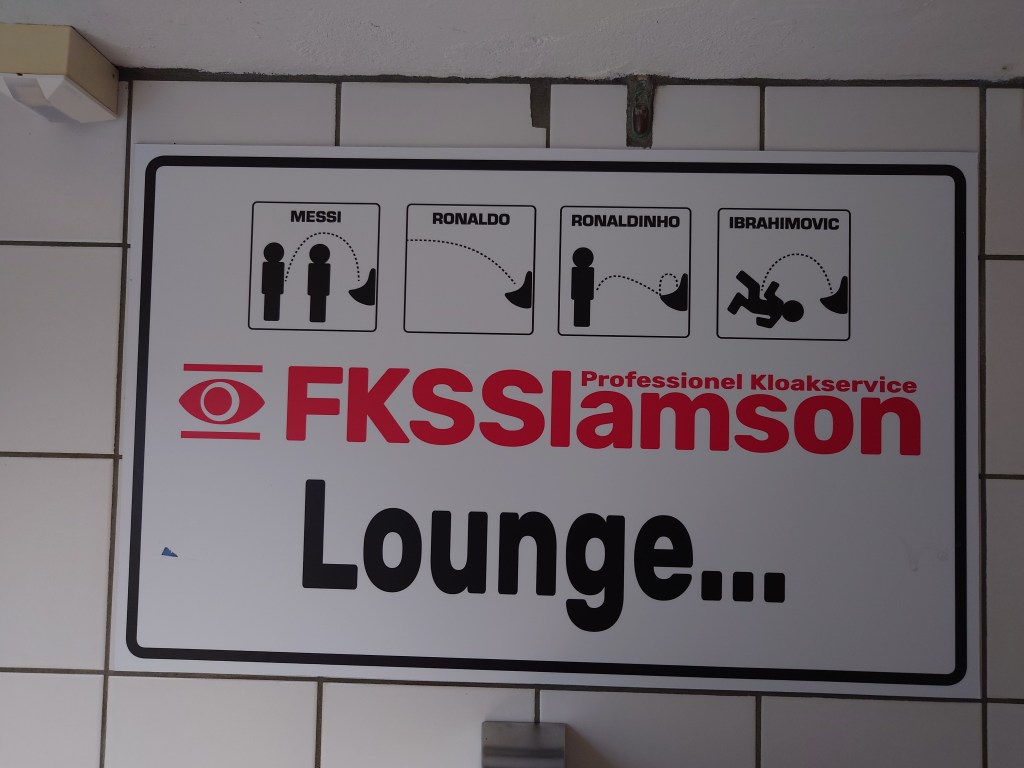 MESSI RONALDO RONALDINHO IBRAHIMOVIC
Professionel Kloakservice
FKSSlamson
Lounge...